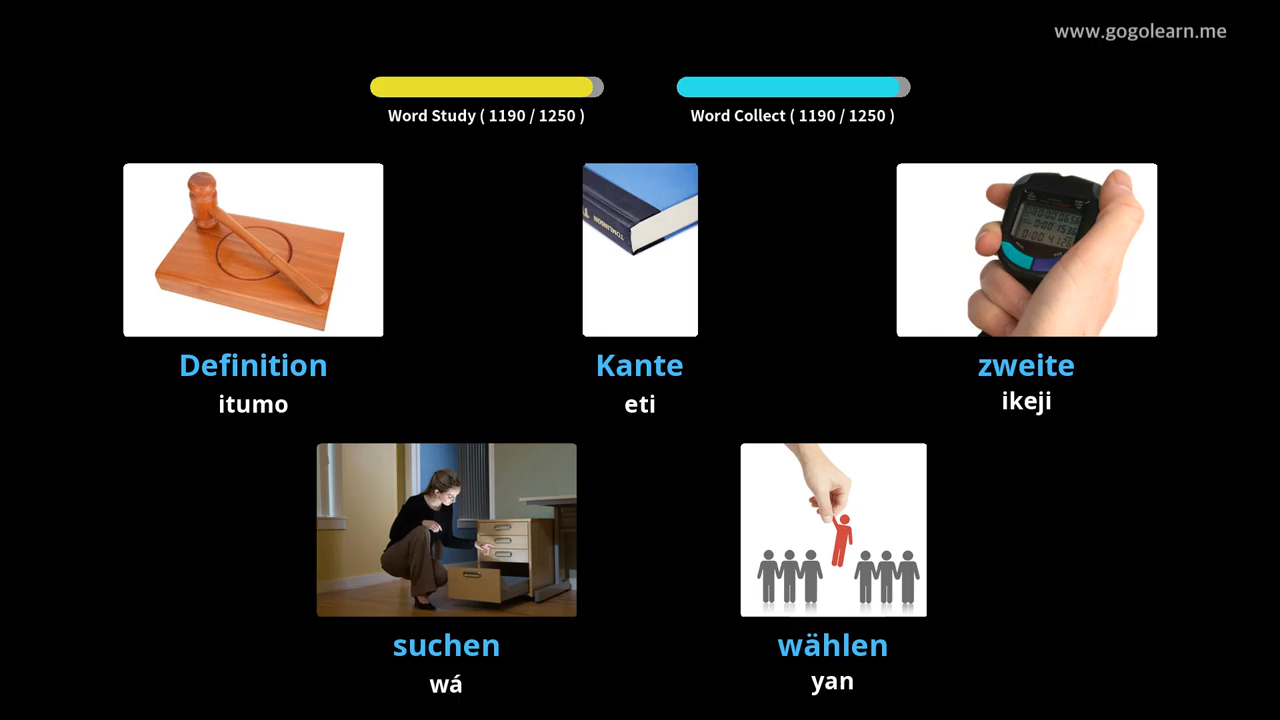 www.gogolearn.me
Word Study ( 1190 / 1250 )
Word Collect ( 1190 / 1250 )
TOMLINSON
Definition
itumo
Kante
eti
zweite
ikeji
suchen
wá
wählen
yan